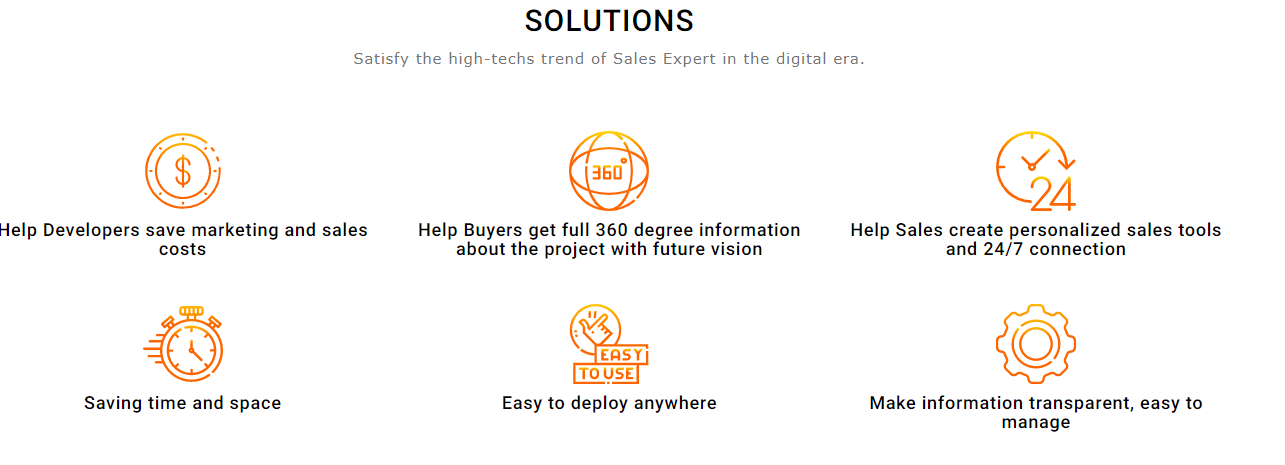 SOLUTIONS
Satisfy the high-techs trend of Sales Expert in the digital era.
$
360°
24
Help Developers save marketing and sales
costs
Help Buyers get full 360 degree information
about the project with future vision
Help Sales create personalized sales tools
and 24/7 connection
EASY
TO USE
Saving time and space
Easy to deploy anywhere
Make information transparent, easy to
manage